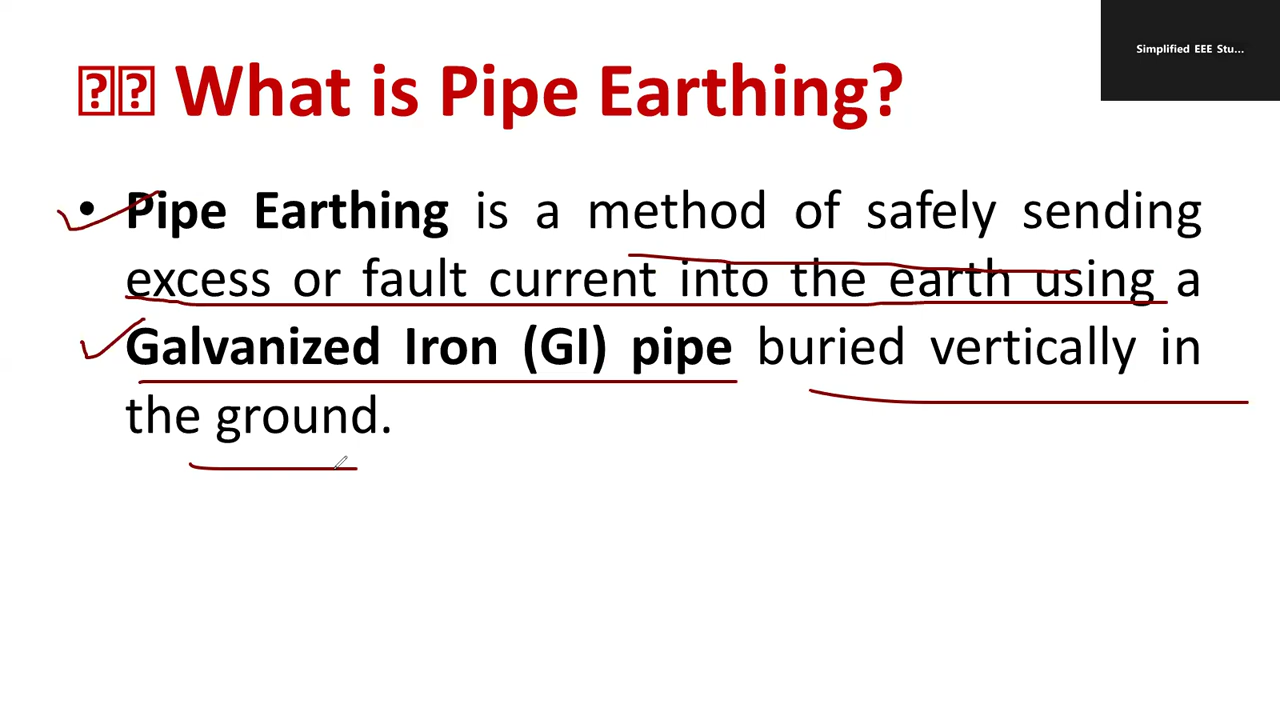 Simplified EEE Stu...
What is Pipe Earthing?
• Pipe Earthing is a method of safely sending
excess or fault current into the earth using a
Galvanized Iron (GI) pipe buried vertically in
the ground.